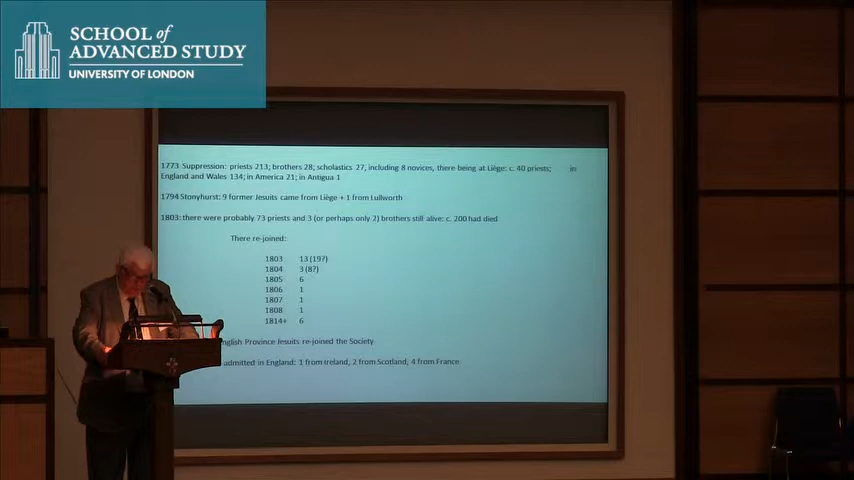 SCHOOL of
ADVANCED STUDY
UNIVERSITY OF LONDON
1773 Suppression: priests 213; brothers 28; scholastics 27, including 8 novices, there being at Liège: c. 40 priests; in
England and Wales 134; in America 21; in Antigua 1
1794 Stonyhurst: 9 former Jesuits came from Liège + 1 from Lullworth
1803: there were probably 73 priests and 3 (or perhaps only 2) brothers still alive: c. 200 had died
There re-joined:
1803 13 (19?)
1804 3 (8?)
1805 6
1806 1
1807 1
1808 1
1814+ 6
Province Jesuits re-joined the Society
admitted in England: 1 from Ireland, 2 from Scotland, 4 from France